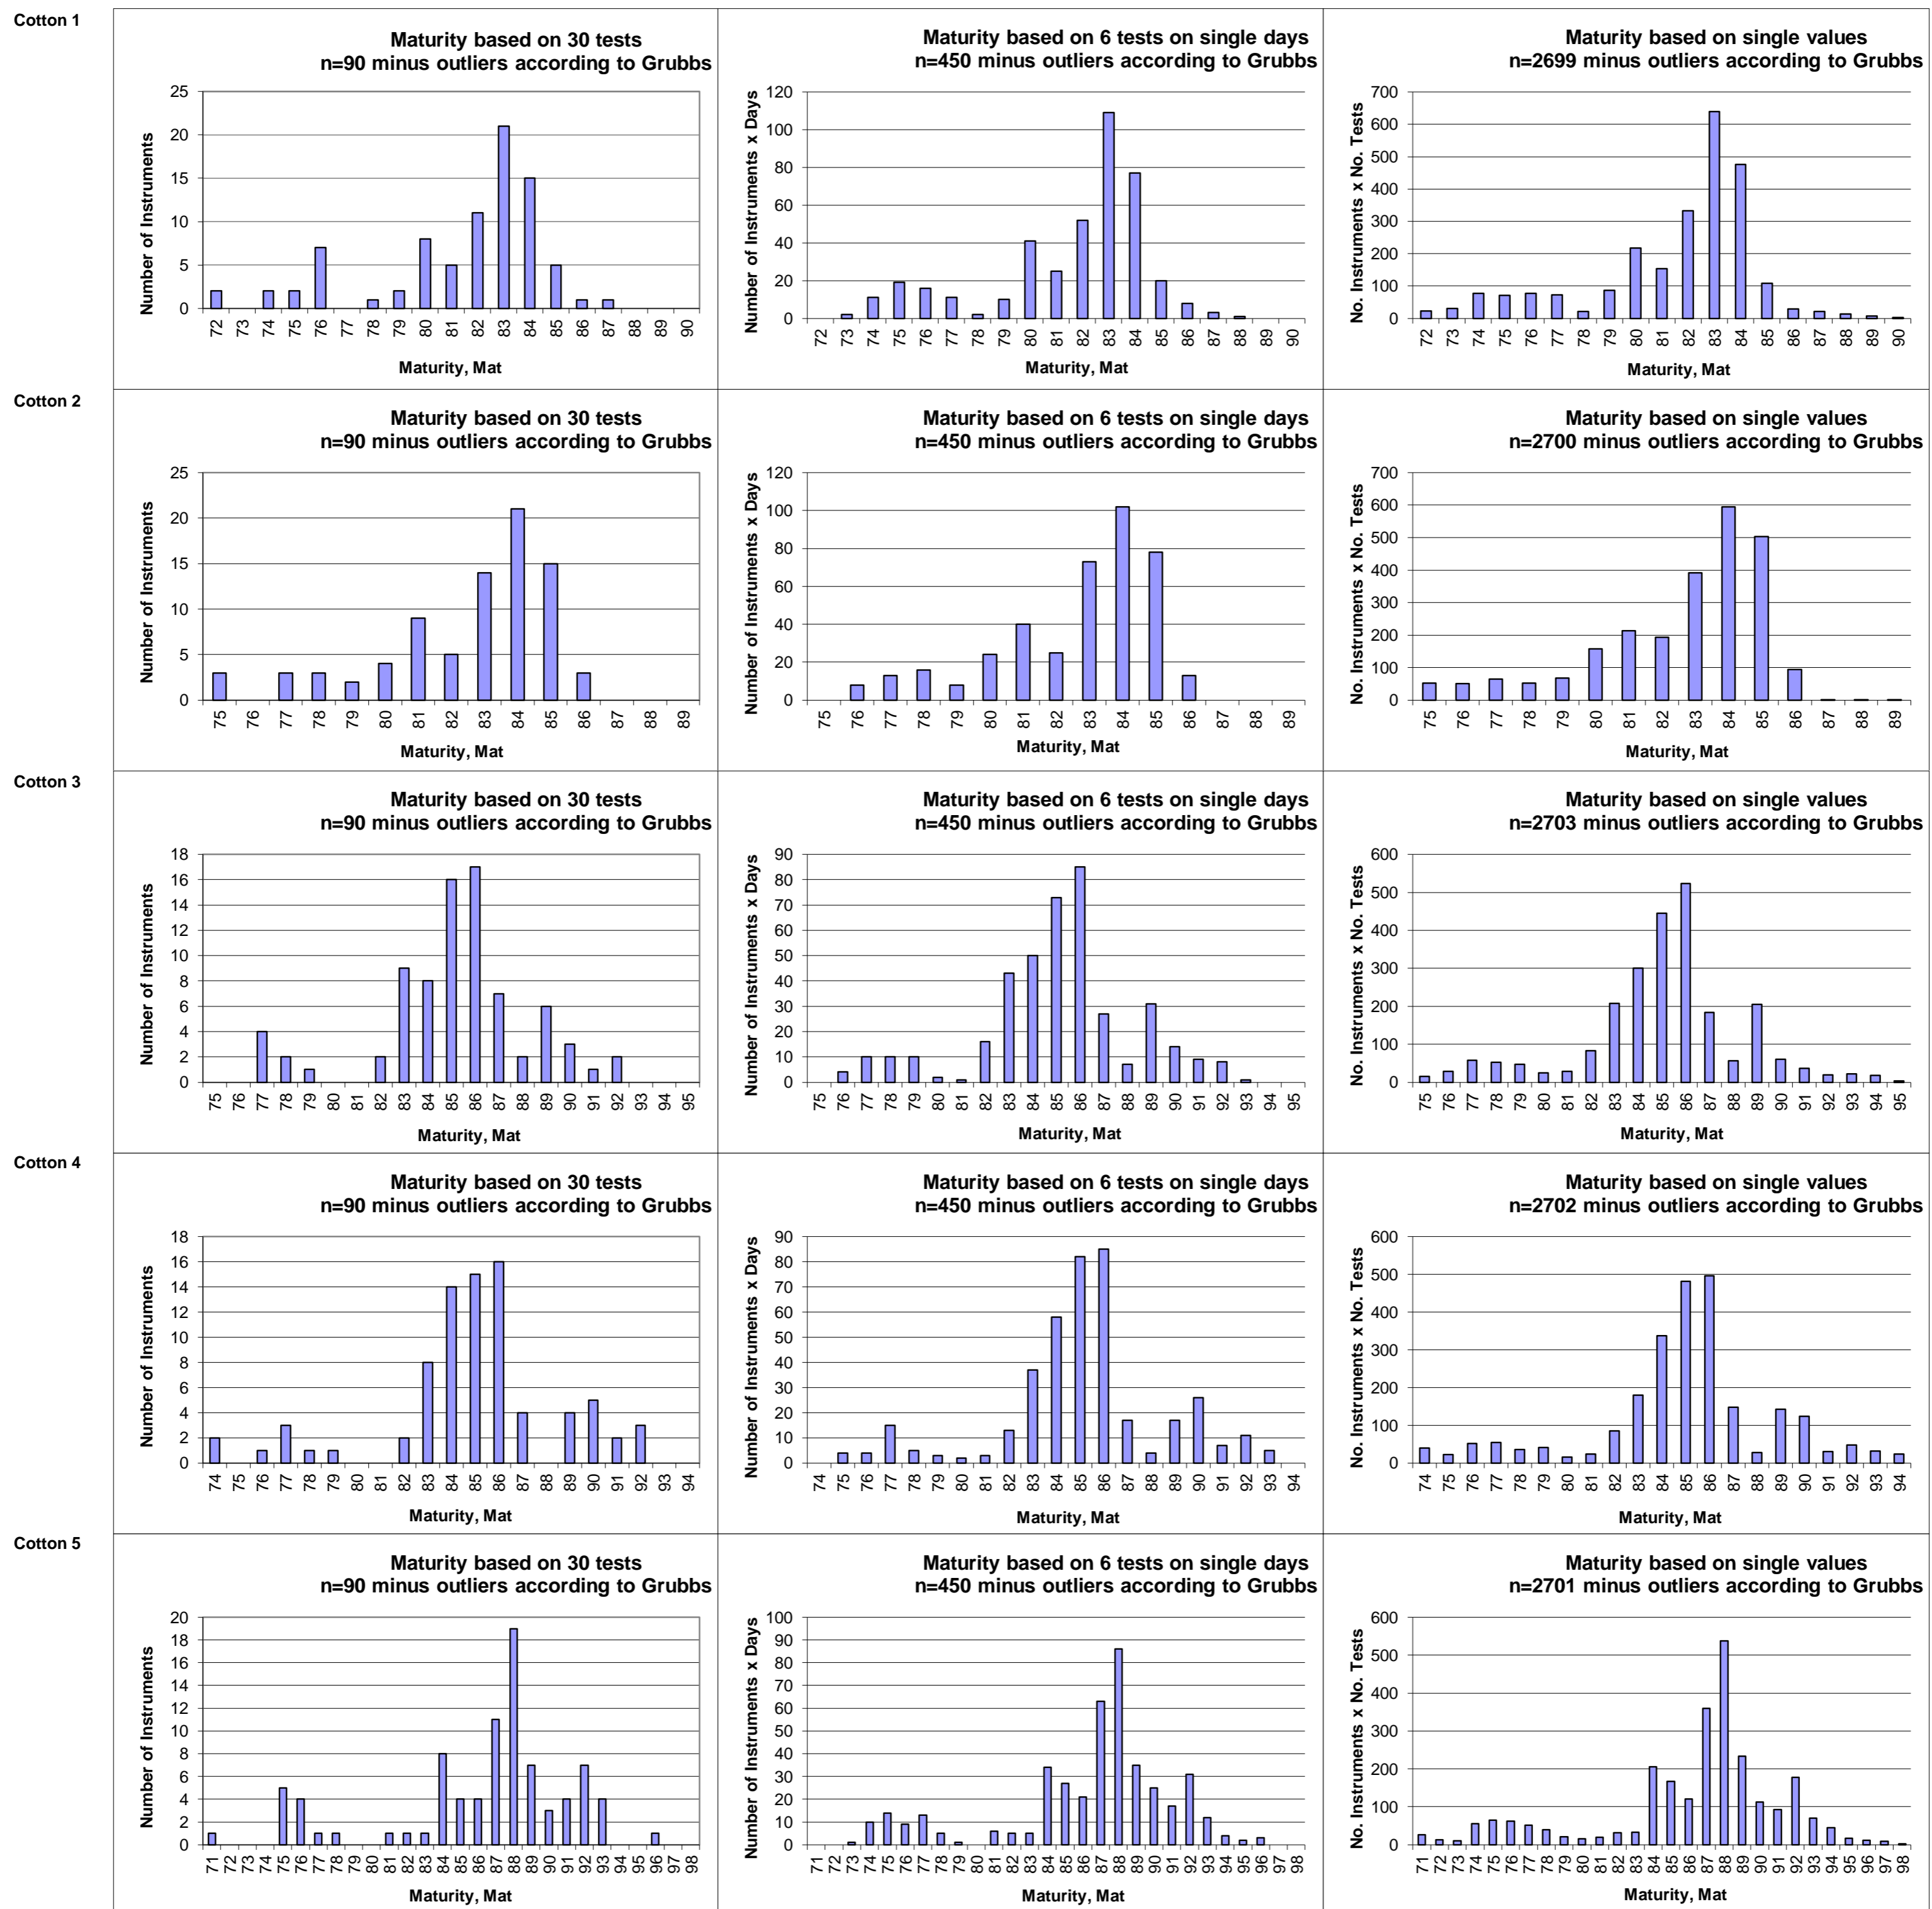 Cotton 1
Maturity based on 30 tests
n=90 minus outliers according to Grubbs
Number of Instruments
25
20
15
10
5
0
72 73 74 75 76 77 78 79 80 81 82 83 84 85 86 87 88 89 90
Maturity, Mat
Maturity based on 6 tests on single days
n=450 minus outliers according to Grubbs
Number of Instruments x Days
120
100
80
60
40
20
0
72 73 74 75 76 77 78 79 80 81 82 83 84 85 86 87 88 89 90
Maturity, Mat
Maturity based on single values
n=2699 minus outliers according to Grubbs
No. Instruments x No. Tests
700
600
500
400
300
200
100
0
72 73 74 75 76 77 78 79 80 81 82 83 84 85 86 87 88 89 90
Maturity, Mat
Cotton 2
Maturity based on 30 tests
n=90 minus outliers according to Grubbs
Number of Instruments
25
20
15
10
5
0
75 76 77 78 79 80 81 82 83 84 85 86 87 88 89
Maturity, Mat
Maturity based on 6 tests on single days
n=450 minus outliers according to Grubbs
Number of Instruments x Days
120
100
80
60
40
20
0
75 76 77 78 79 80 81 82 83 84 85 86 87 88 89
Maturity, Mat
Maturity based on single values
n=2700 minus outliers according to Grubbs
No. Instruments x No. Tests
700
600
500
400
300
200
100
0
75 76 77 78 79 80 81 82 83 84 85 86 87 88 89
Maturity, Mat
Cotton 3
Maturity based on 30 tests
n=90 minus outliers according to Grubbs
Number of Instruments
18
16
14
12
10
8
6
4
2
0
75 76 77 78 79 80 81 82 83 84 85 86 87 88 89 90 91 92 93 94 95
Maturity, Mat
Maturity based on 6 tests on single days
n=450 minus outliers according to Grubbs
Number of Instruments x Days
90
80
70
60
50
40
30
20
10
0
75 76 77 78 79 80 81 82 83 84 85 86 87 88 89 90 91 92 93 94 95
Maturity, Mat
Maturity based on single values
n=2703 minus outliers according to Grubbs
No. Instruments x No. Tests
600
500
400
300
200
100
0
75 76 77 78 79 80 81 82 83 84 85 86 87 88 89 90 91 92 93 94 95
Maturity, Mat
Cotton 4
Maturity based on 30 tests
n=90 minus outliers according to Grubbs
Number of Instruments
18
16
14
12
10
8
6
4
2
0
74 75 76 77 78 79 80 81 82 83 84 85 86 87 88 89 90 91 92 93 94
Maturity, Mat
Maturity based on 6 tests on single days
n=450 minus outliers according to Grubbs
Number of Instruments x Days
90
80
70
60
50
40
30
20
10
0
74 75 76 77 78 79 80 81 82 83 84 85 86 87 88 89 90 91 92 93 94
Maturity, Mat
Maturity based on single values
n=2702 minus outliers according to Grubbs
No. Instruments x No. Tests
600
500
400
300
200
100
0
74 75 76 77 78 79 80 81 82 83 84 85 86 87 88 89 90 91 92 93 94
Maturity, Mat
Cotton 5
Maturity based on 30 tests
n=90 minus outliers according to Grubbs
Number of Instruments
20
18
16
14
12
10
8
6
4
2
0
71 72 73 74 75 76 77 78 79 80 81 82 83 84 85 86 87 88 89 90 91 92 93 94 95 96 97 98
Maturity, Mat
Maturity based on 6 tests on single days
n=450 minus outliers according to Grubbs
Number of Instruments x Days
100
90
80
70
60
50
40
30
20
10
0
71 72 73 74 75 76 77 78 79 80 81 82 83 84 85 86 87 88 89 90 91 92 93 94 95 96 97 98
Maturity, Mat
Maturity based on single values
n=2701 minus outliers according to Grubbs
No. Instruments x No. Tests
600
500
400
300
200
100
0
71 72 73 74 75 76 77 78 79 80 81 82 83 84 85 86 87 88 89 90 91 92 93 94 95 96 97 98
Maturity, Mat